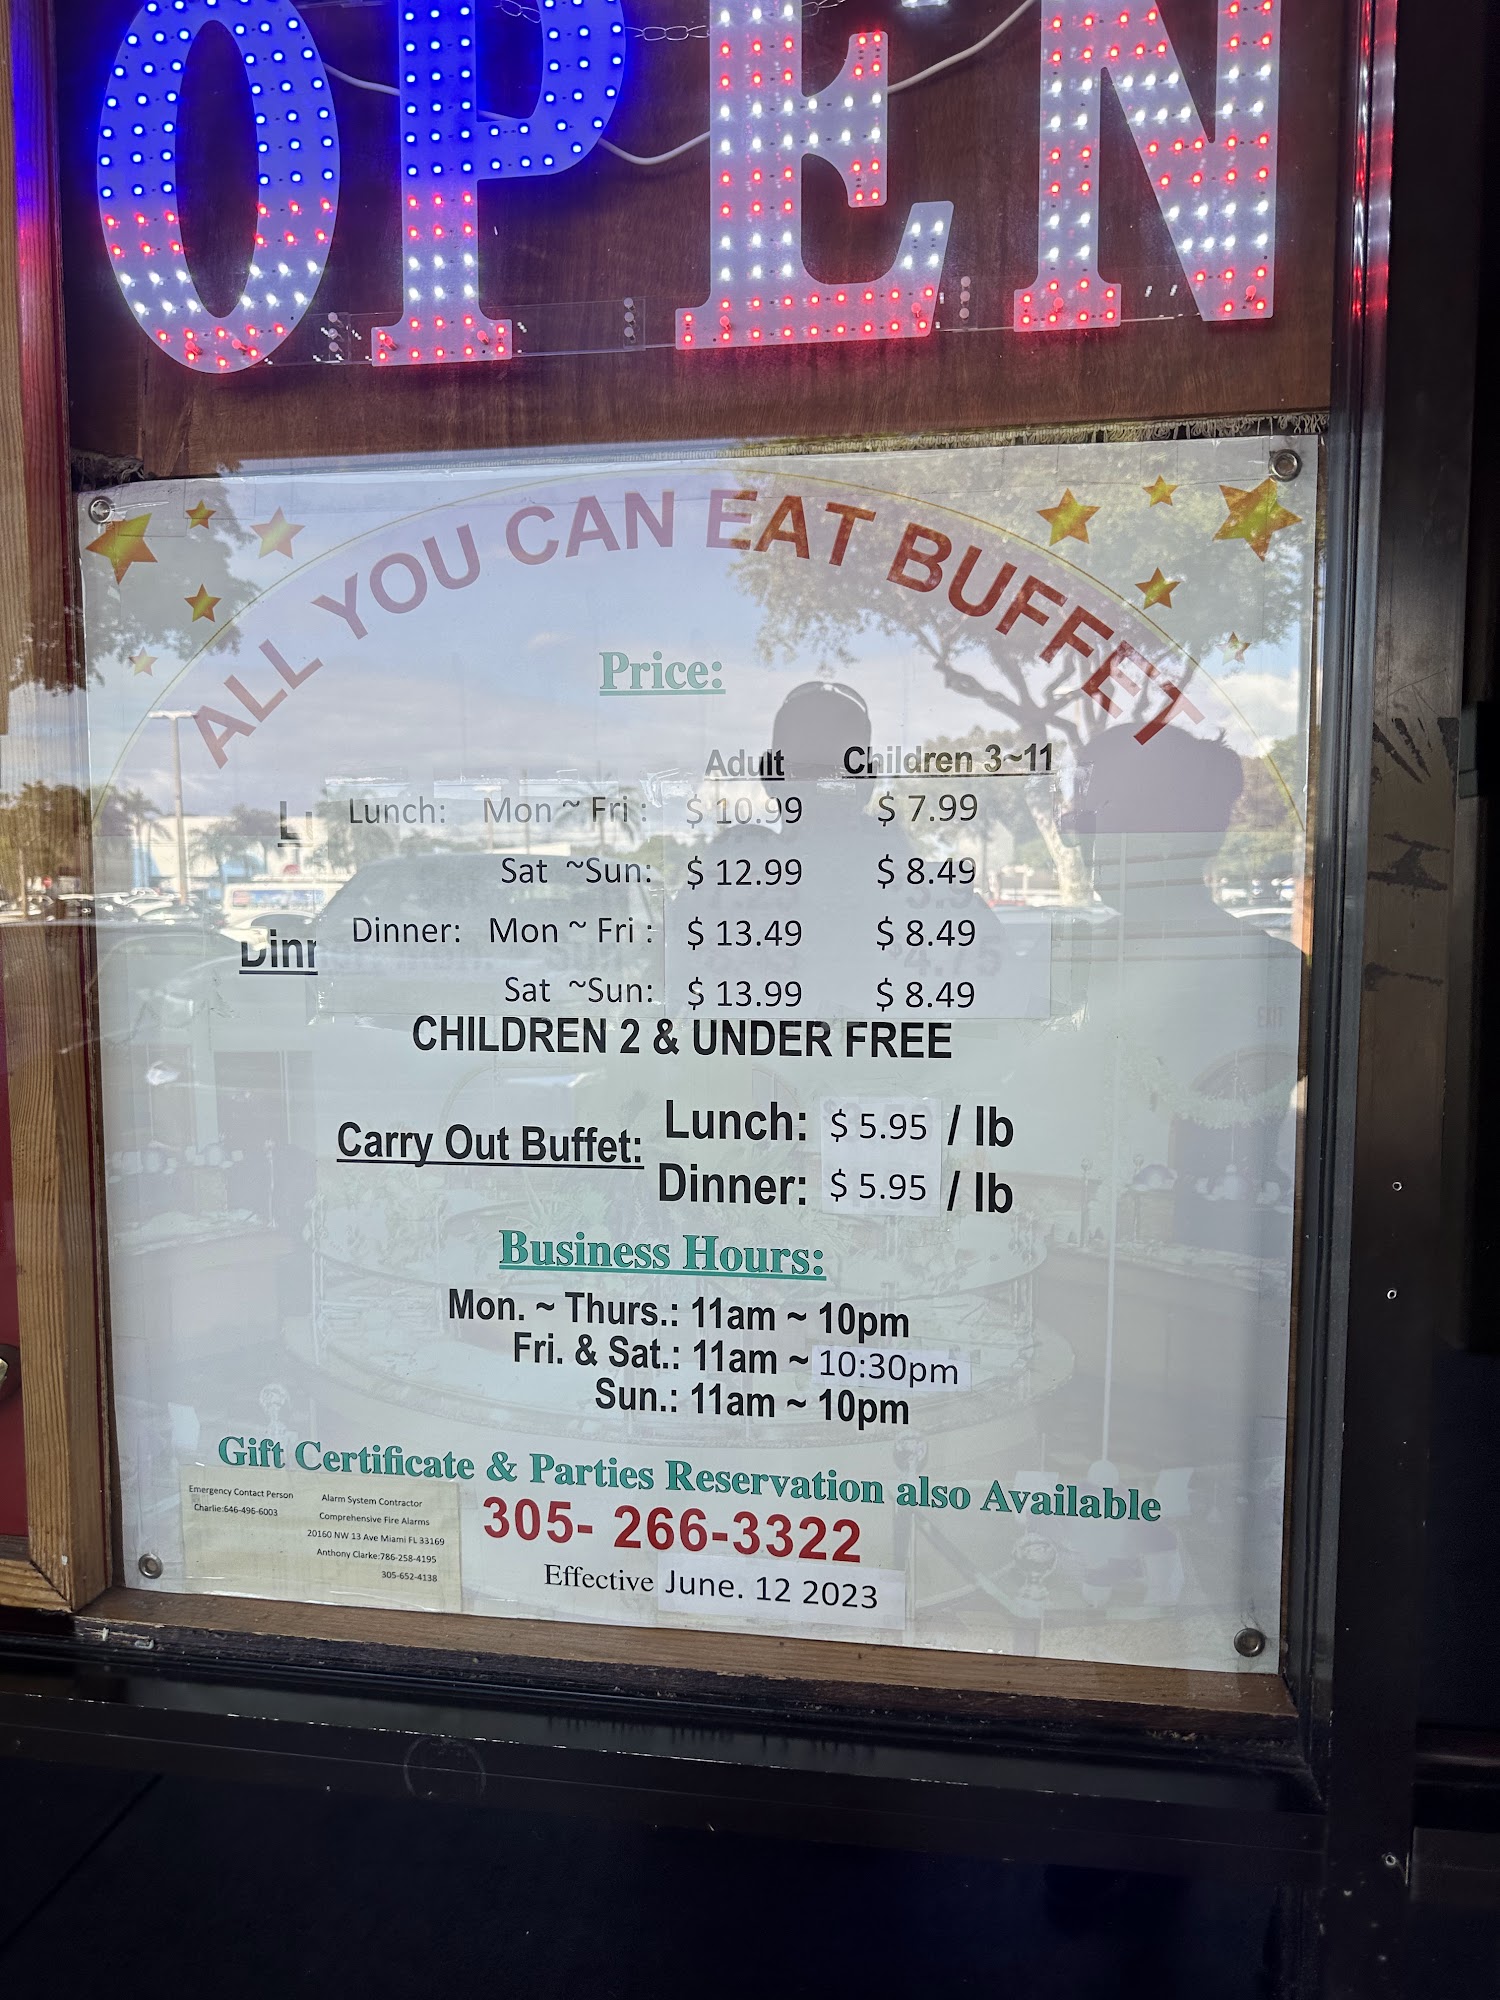 OPEN
ALL YOU CAN EAT BUFFET
Price:
Adult Children 3~11
Lunch: Mon ~ Fri : $ 10.99 $ 7.99
Sat ~Sun: $ 12.99 $ 8.49
Dinner: Mon ~ Fri : $ 13.49 $ 8.49
Sat ~Sun: $ 13.99 $ 8.49
CHILDREN 2 & UNDER FREE
Carry Out Buffet: Lunch: $ 5.95 / lb
Dinner: $ 5.95 / lb
Business Hours:
Mon. ~ Thurs.: 11am ~ 10pm
Fri. & Sat.: 11am ~ 10:30pm
Sun.: 11am ~ 10pm
Gift Certificate & Parties Reservation also Available
305- 266-3322
Effective June. 12 2023
Emergency Contact Person
Charlie:646-496-6003
Alarm System Contractor
Comprehensive Fire Alarms
20160 NW 13 Ave Miami FL 33169
Anthony Clarke:786-258-4195
305-652-4138
EXIT